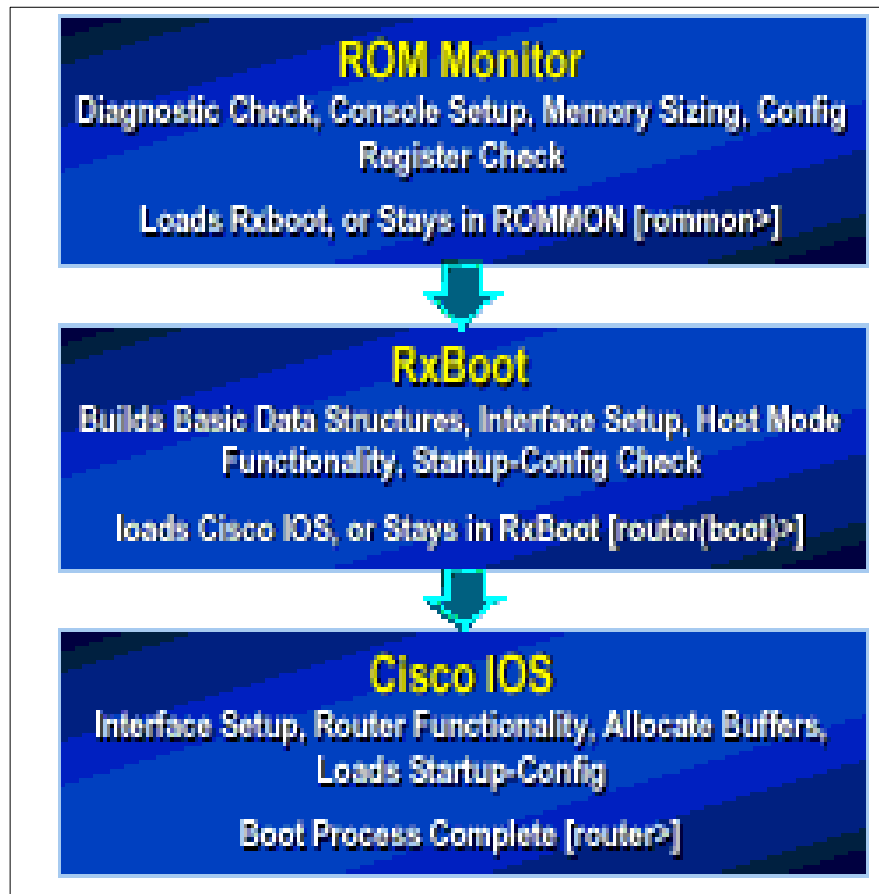 ROM Monitor
Diagnostic Check, Console Setup, Memory Sizing, Config
Register Check
Loads Rxboot, or Stays in ROMMON [rommon>]
RxBoot
Builds Basic Data Structures, Interface Setup, Host Mode
Functionality, Startup-Config Check
loads Cisco IOS, or Stays in RxBoot [router(boot)>]
Cisco IOS
Interface Setup, Router Functionality, Allocate Buffers,
Loads Startup-Config
Boot Process Complete [router>]